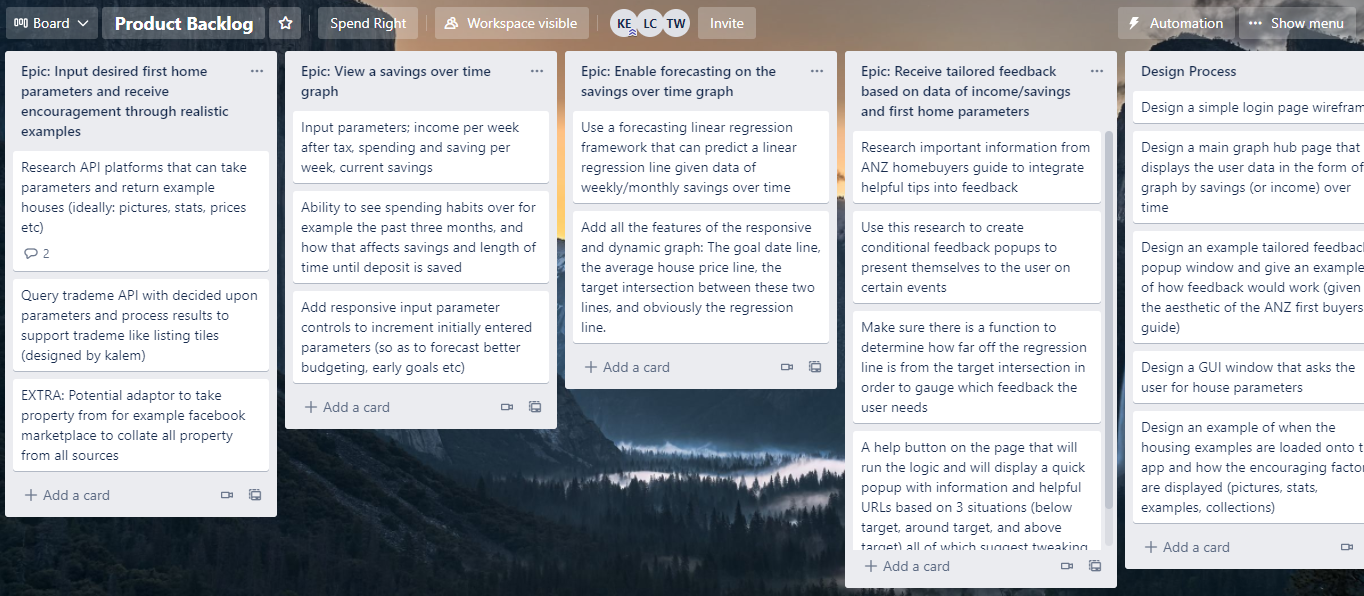 Board
Product Backlog
Spend Right
Workspace visible
KE
LC
TW
Invite
Automation
Show menu
Epic: Input desired first home
parameters and receive
encouragement through realistic
examples
Research API platforms that can take
parameters and return example
houses (ideally: pictures, stats, prices
etc)
2
Query trademe API with decided upon
parameters and process results to
support trademe like listing tiles
(designed by kalem)
EXTRA: Potential adaptor to take
property from for example facebook
marketplace to collate all property
from all sources
+ Add a card
Epic: View a savings over time
graph
Input parameters; income per week
after tax, spending and saving per
week, current savings
Ability to see spending habits over for
example the past three months, and
how that affects savings and length of
time until deposit is saved
Add responsive input parameter
controls to increment initially entered
parameters (so as to forecast better
budgeting, early goals etc)
+ Add a card
Epic: Enable forecasting on the
savings over time graph
Use a forecasting linear regression
framework that can predict a linear
regression line given data of
weekly/monthly savings over time
Add all the features of the responsive
and dynamic graph: The goal date line,
the average house price line, the
target intersection between these two
lines, and obviously the regression
line.
+ Add a card
Epic: Receive tailored feedback
based on data of income/savings
and first home parameters
Research important information from
ANZ homebuyers guide to integrate
helpful tips into feedback
Use this research to create
conditional feedback popups to
present themselves to the user on
certain events
Make sure there is a function to
determine how far off the regression
line is from the target intersection in
order to gauge which feedback the
user needs
A help button on the page that will
run the logic and will display a quick
popup with information and helpful
URLs based on 3 situations (below
target, around target, and above
target) all of which suggest tweaking
+ Add a card
Design Process
Design a simple login page wirefram
Design a main graph hub page that
displays the user data in the form of
graph by savings (or income) over
time
Design an example tailored feedback
popup window and give an example
of how feedback would work (given
the aesthetic of the ANZ first buyers
guide)
Design a GUI window that asks the
user for house parameters
Design an example of when the
housing examples are loaded onto t
app and how the encouraging factor
are displayed (pictures, stats,
examples, collections)
+ Add a card